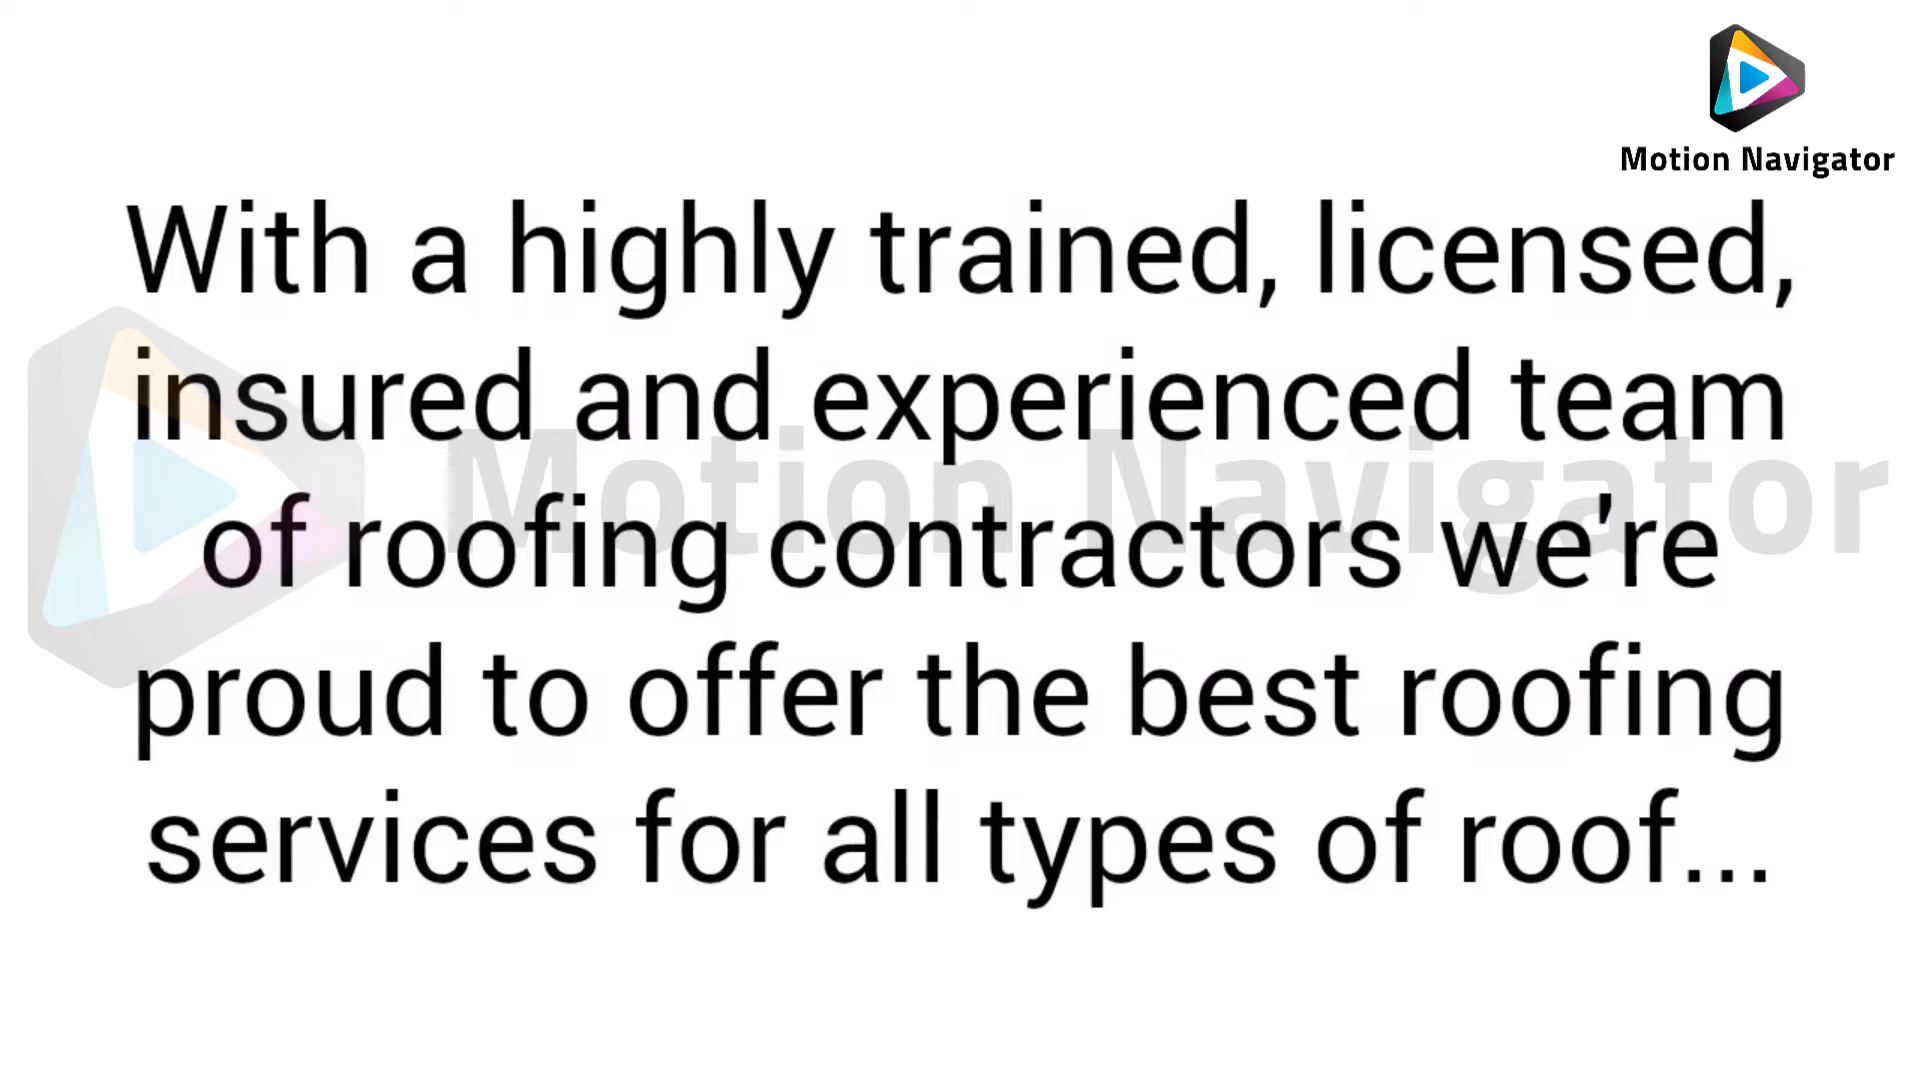 Motion Navigator
With a highly trained, licensed,
insured and experienced team
Motion Navigator
of roofing contractors we're
proud to offer the best roofing
services for all types of roof...